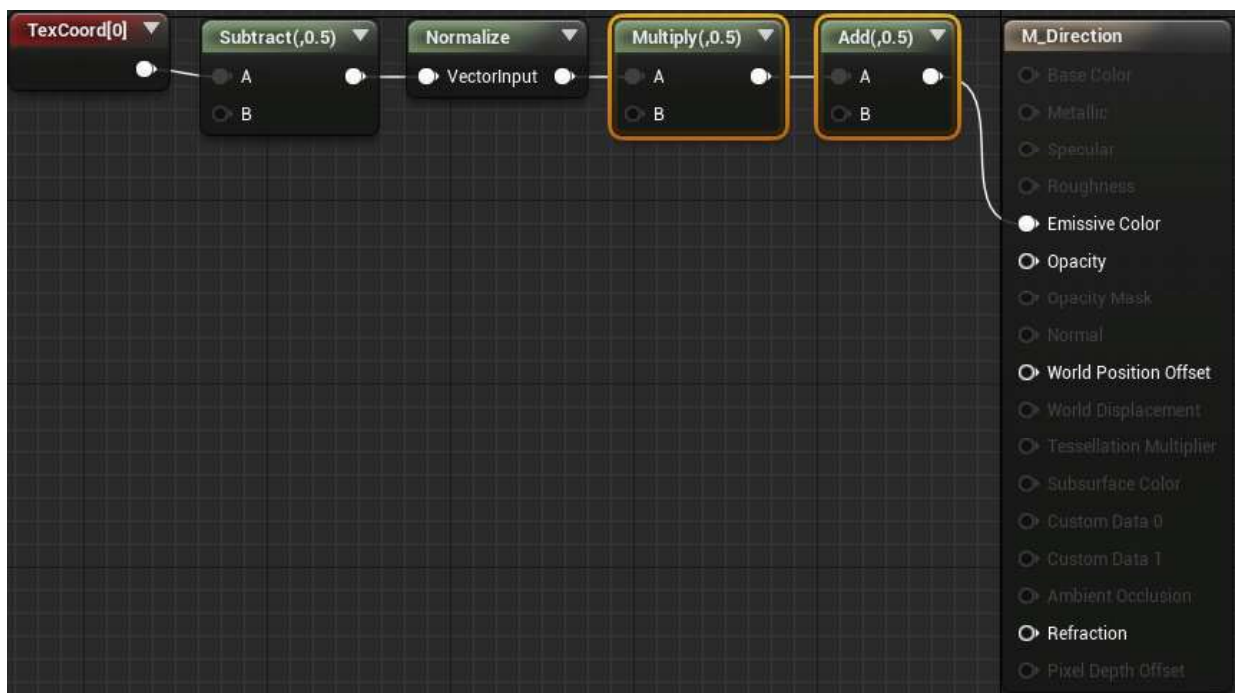 TexCoord[0]
Subtract(,0.5)
A
B
Normalize
VectorInput
Multiply(,0.5)
A
B
Add(,0.5)
A
B
M_Direction
Base Color
Metallic
Specular
Roughness
Emissive Color
Opacity
Opacity Mask
Normal
World Position Offset
World Displacement
Tessellation Multiplier
Subsurface Color
Custom Data 0
Custom Data 1
Ambient Occlusion
Refraction
Pixel Depth Offset